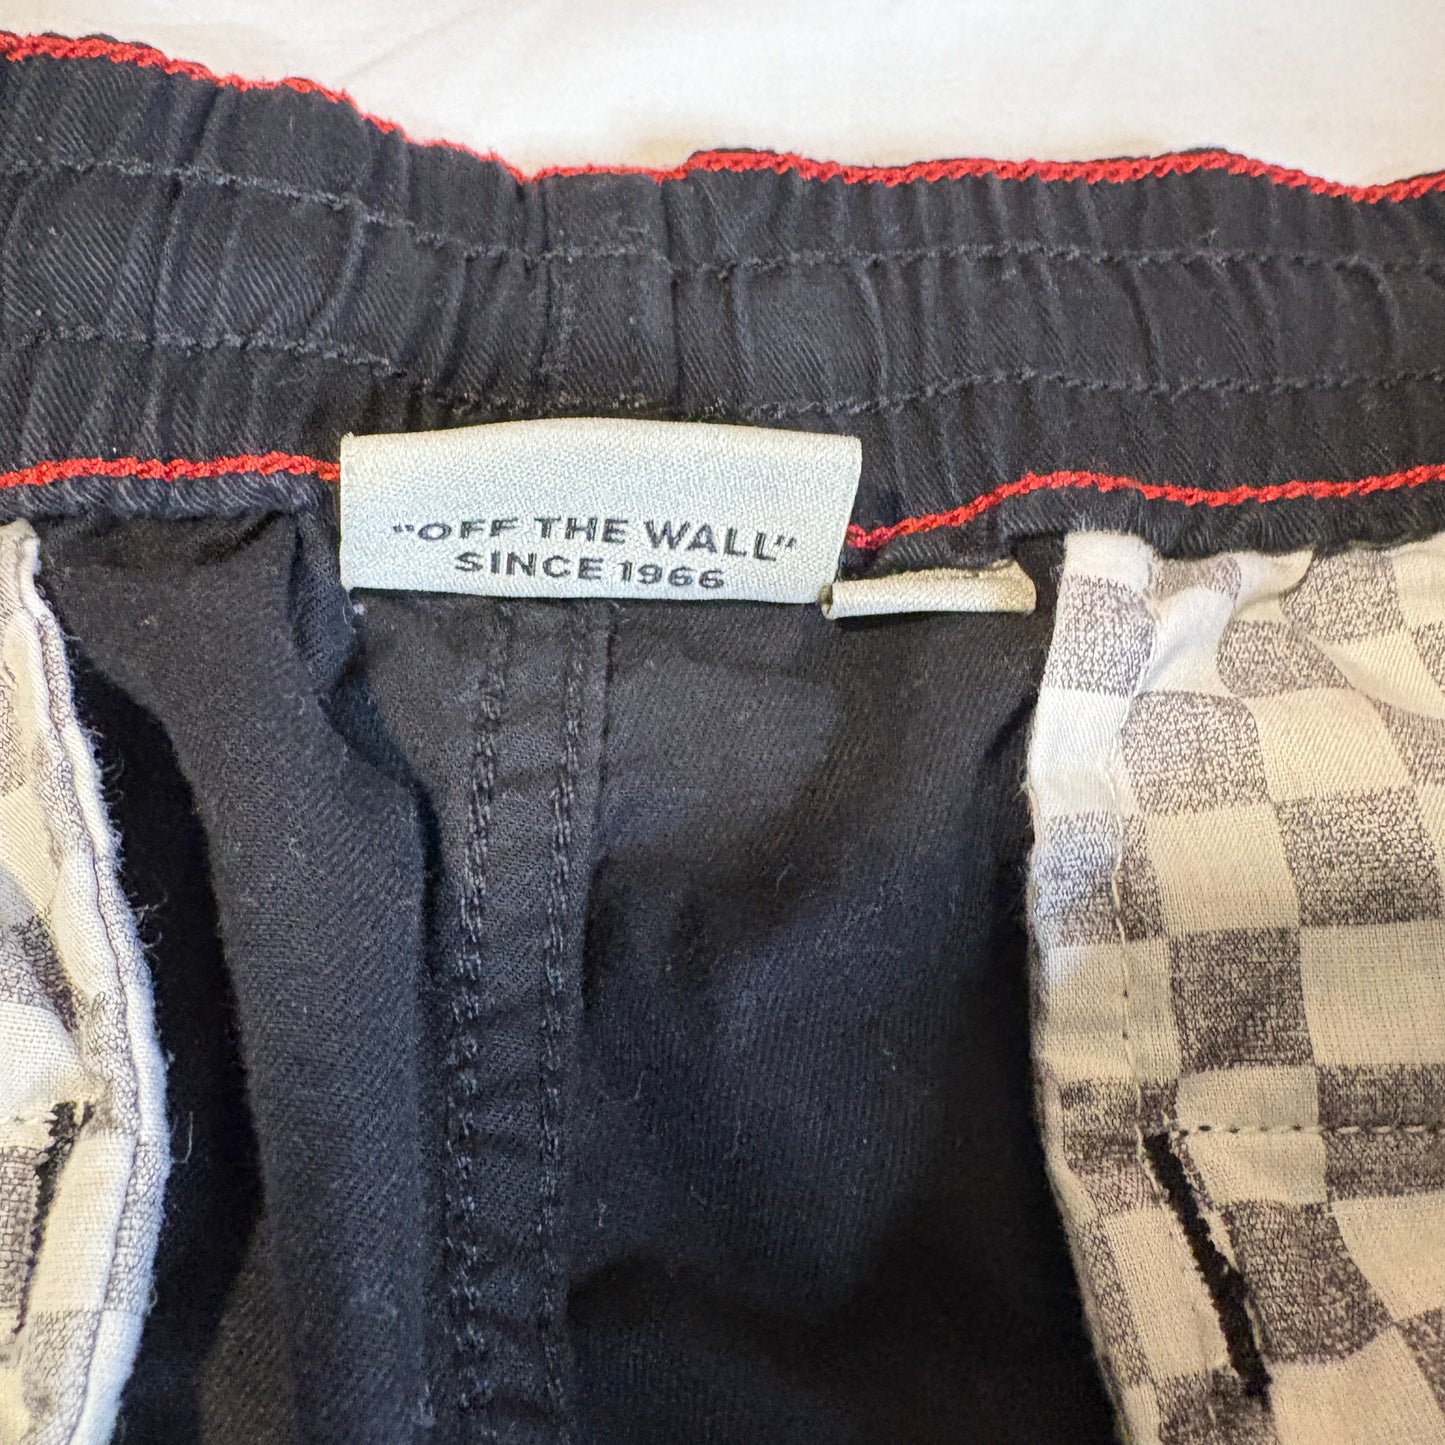 "OFF THE WALL"
SINCE 1966